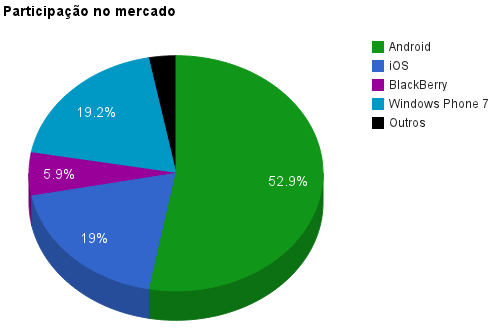 Participação no mercado
Android
iOS
BlackBerry
Windows Phone 7
Outros
19.2%
5.9%
52.9%
19%